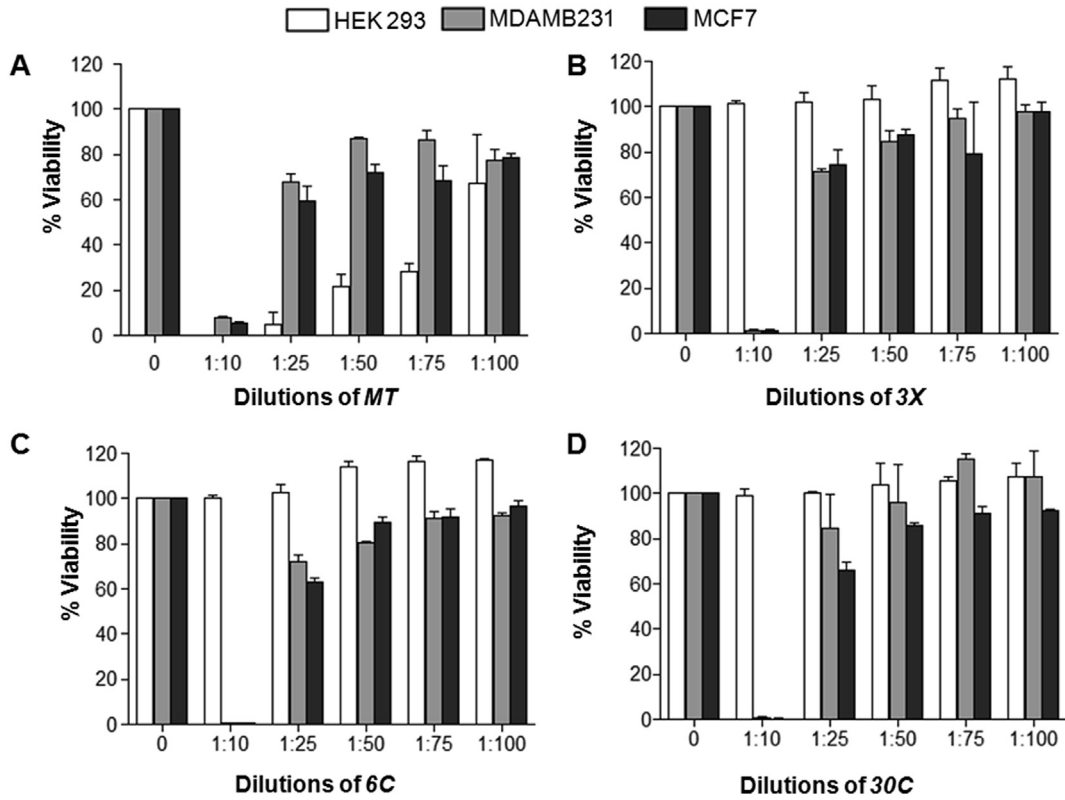 HEK 293 MDAMB231 MCF7
A
120
100
80
60
40
20
0
% Viability
0 1:10 1:25 1:50 1:75 1:100
Dilutions of MT
B
120
100
80
60
40
20
0
% Viability
0 1:10 1:25 1:50 1:75 1:100
Dilutions of 3X
C
120
100
80
60
40
20
0
% Viability
0 1:10 1:25 1:50 1:75 1:100
Dilutions of 6C
D
120
100
80
60
40
20
0
% Viability
0 1:10 1:25 1:50 1:75 1:100
Dilutions of 30C